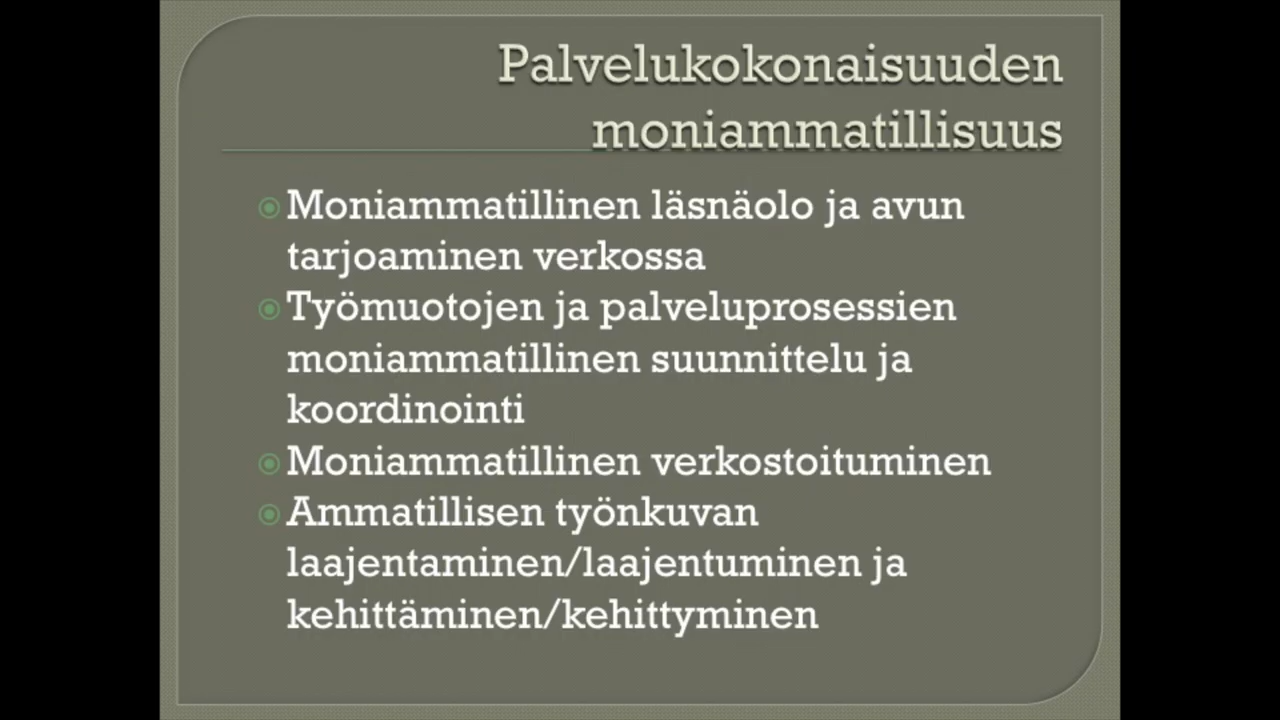 Palvelukokonaisuuden
moniammatillisuus
Moniammatillinen läsnäolo ja avun
tarjoaminen verkossa
Työmuotojen ja palveluprosessien
moniammatillinen suunnittelu ja
koordinointi
Moniammatillinen verkostoituminen
Ammatillisen työnkuvan
laajentaminen/laajentuminen ja
kehittäminen/kehittyminen